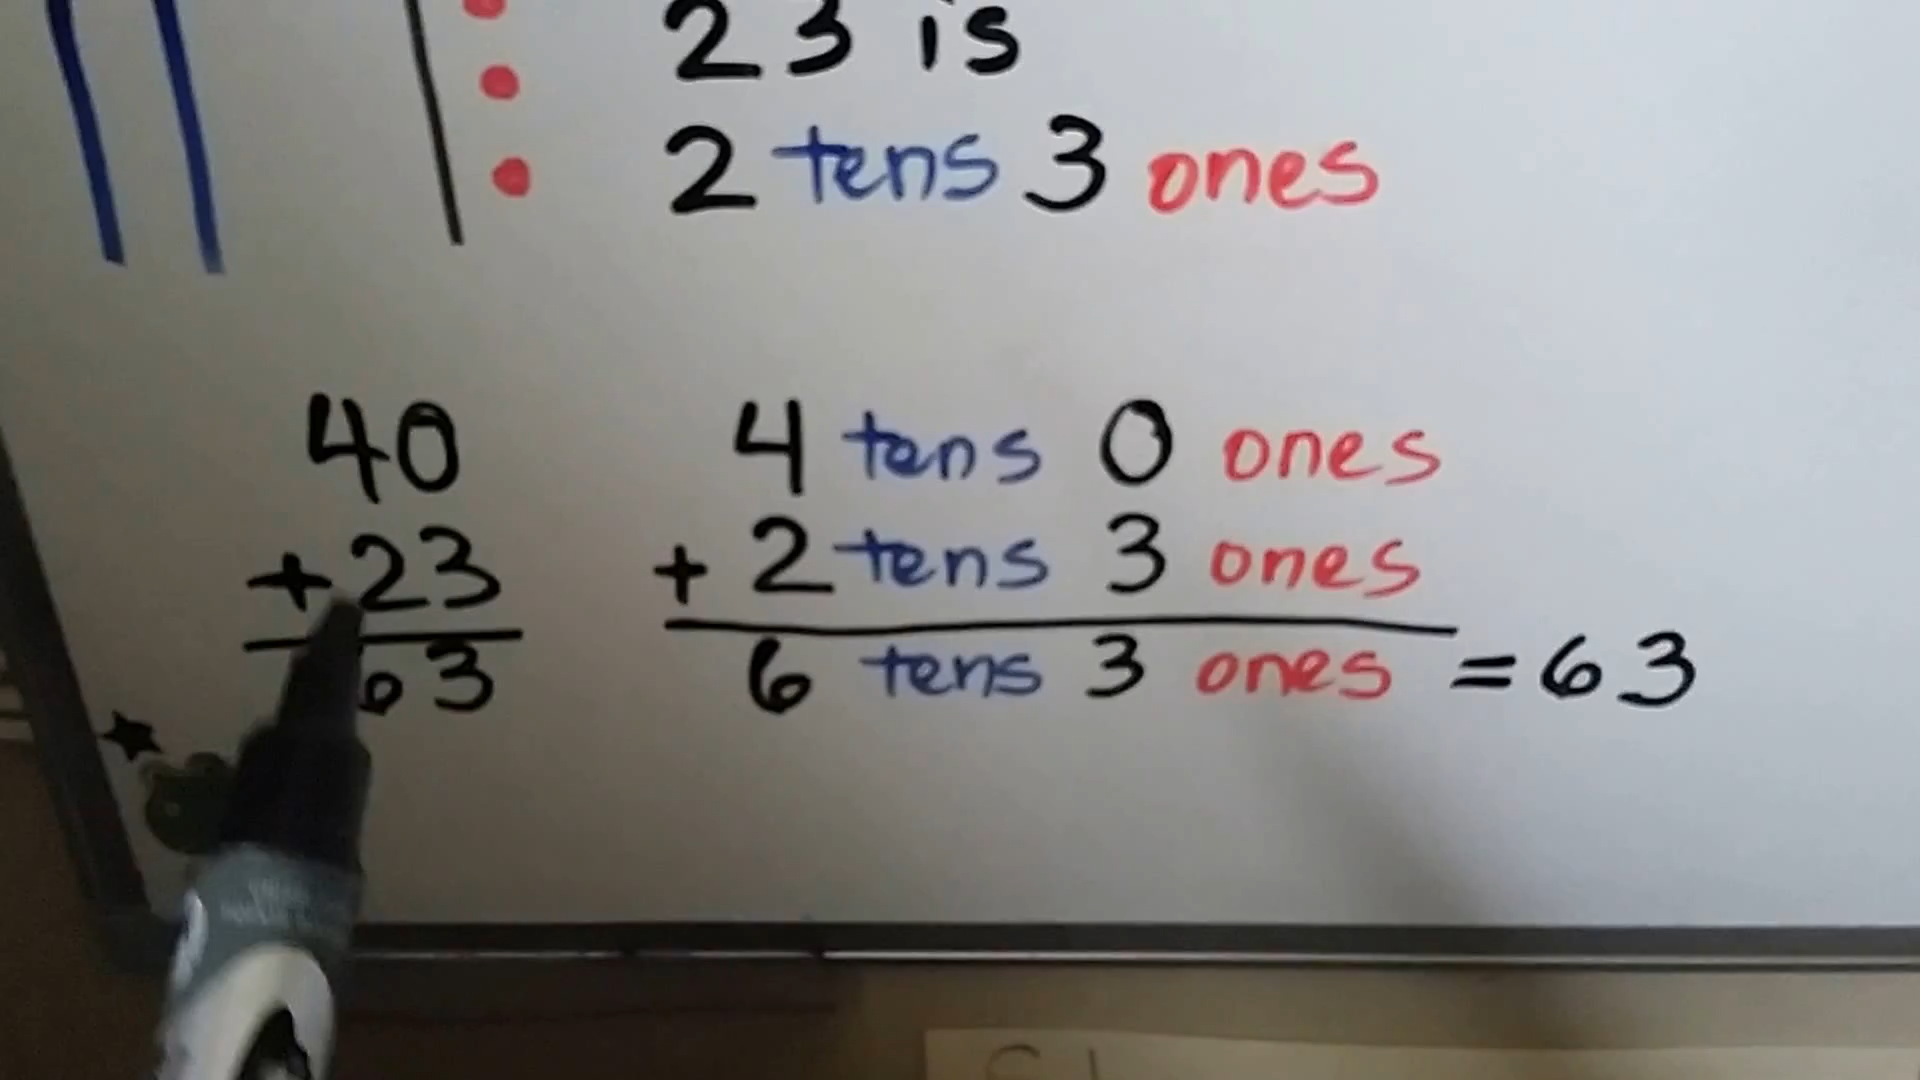 23 is
2 tens 3 ones
40
+23
63
4 tens 0 ones
+ 2 tens 3 ones
6 tens 3 ones = 63